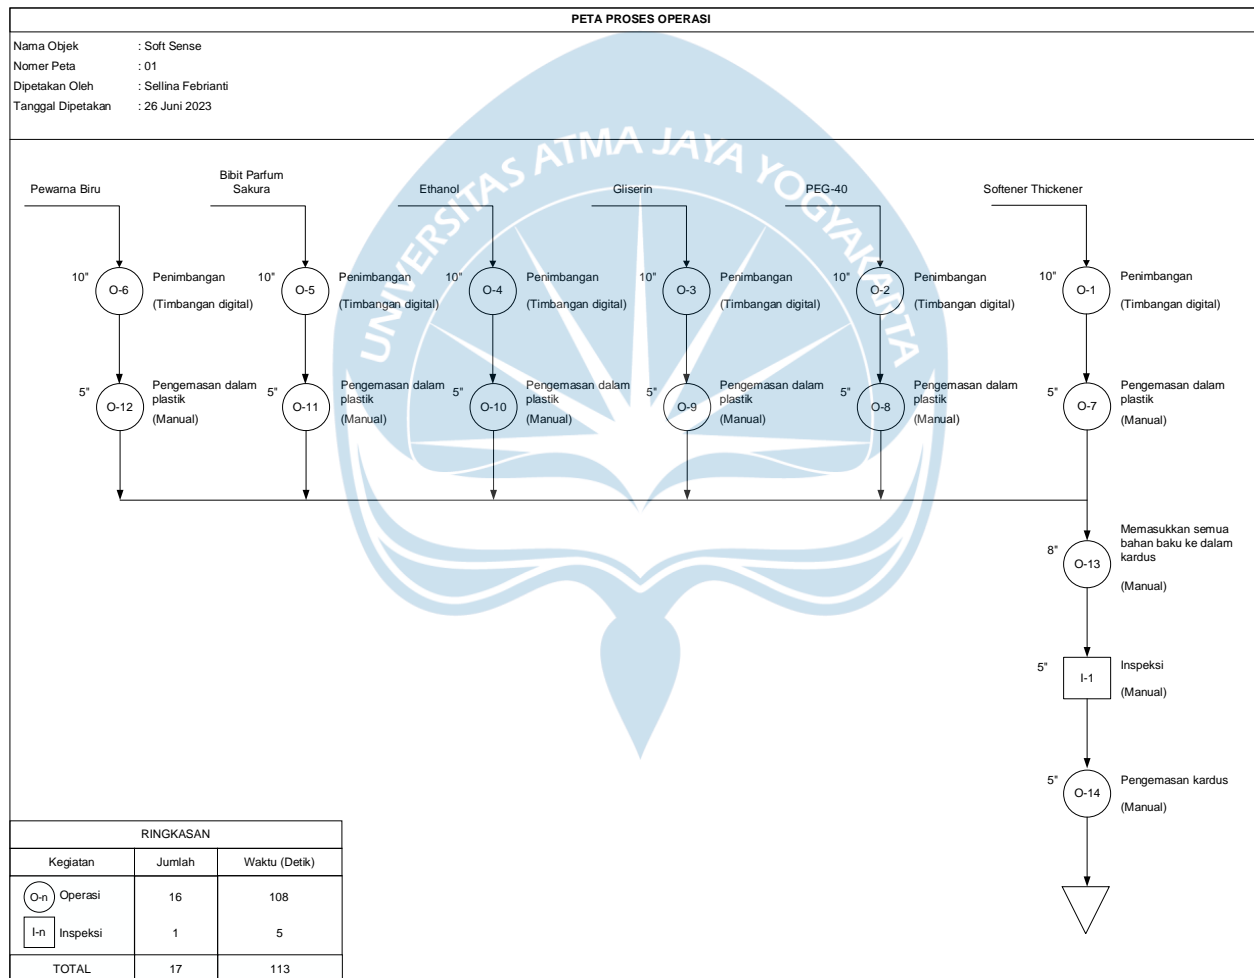 PETA PROSES OPERASI
Nama Objek : Soft Sense
Nomer Peta : 01
Dipetakan Oleh : Sellina Febrianti
Tanggal Dipetakan : 26 Juni 2023
UNIVERSITAS ATMA JAYA YOGYAKARTA
Pewarna Biru
Bibit Parfum
Sakura
Ethanol
Gliserin
PEG-40
Softener Thickener
10" O-6 Penimbangan
(Timbangan digital)
10" O-5 Penimbangan
(Timbangan digital)
10" O-4 Penimbangan
(Timbangan digital)
10" O-3 Penimbangan
(Timbangan digital)
10" O-2 Penimbangan
(Timbangan digital)
10" O-1 Penimbangan
(Timbangan digital)
5" O-12 Pengemasan dalam
plastik
(Manual)
5" O-11 Pengemasan dalam
plastik
(Manual)
5" O-10 Pengemasan dalam
plastik
(Manual)
5" O-9 Pengemasan dalam
plastik
(Manual)
5" O-8 Pengemasan dalam
plastik
(Manual)
5" O-7 Pengemasan dalam
plastik
(Manual)
Memasukkan semua
8" O-13 bahan baku ke dalam
kardus
(Manual)
5" I-1 Inspeksi
(Manual)
5" O-14 Pengemasan kardus
(Manual)
RINGKASAN
Kegiatan Jumlah Waktu (Detik)
O-n Operasi 16 108
I-n Inspeksi 1 5
TOTAL 17 113